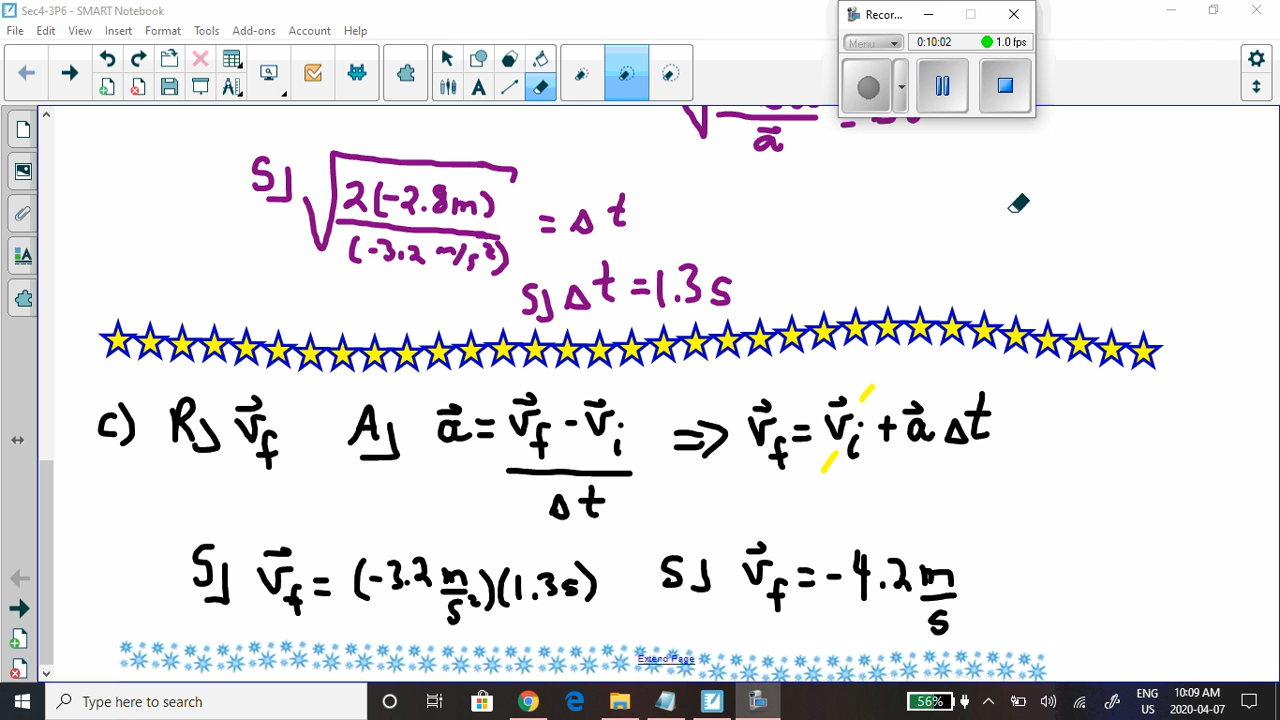 Sec4-3P6 - SMART Notebook
File Edit View Insert Format Tools Add-ons Account Help
Recor...
Menu 0:10:02 1.0 fps
a⃗ =
S] √(2(-2.8m)/(-3.2 m/s²)) = Δt
S] Δt = 1.3 s
c) R] v⃗f A] a⃗ = (v⃗f - v⃗i)/Δt ⇒ v⃗f = v⃗i + a⃗ Δt
S] v⃗f = (-3.2 m/s²)(1.3s) S] v⃗f = -4.2 m/s
Extend Page
Type here to search
56%
ENG
US
10:09 AM
2020-04-07